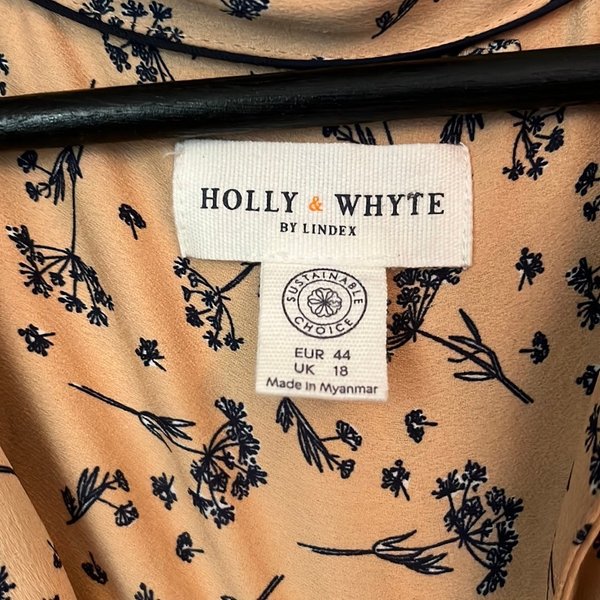 HOLLY & WHYTE
BY LINDEX
SUSTAINABLE
CHOICE
EUR 44
UK 18
Made in Myanmar